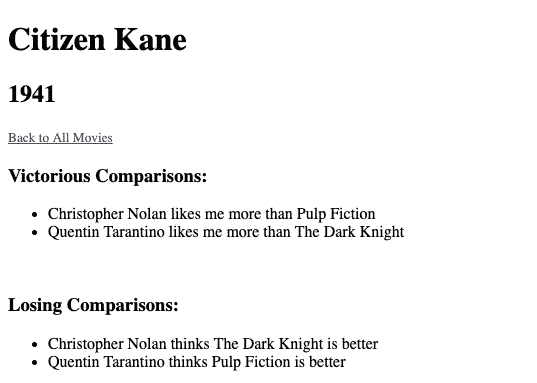 Citizen Kane
1941
Back to All Movies
Victorious Comparisons:
• Christopher Nolan likes me more than Pulp Fiction
• Quentin Tarantino likes me more than The Dark Knight
Losing Comparisons:
• Christopher Nolan thinks The Dark Knight is better
• Quentin Tarantino thinks Pulp Fiction is better